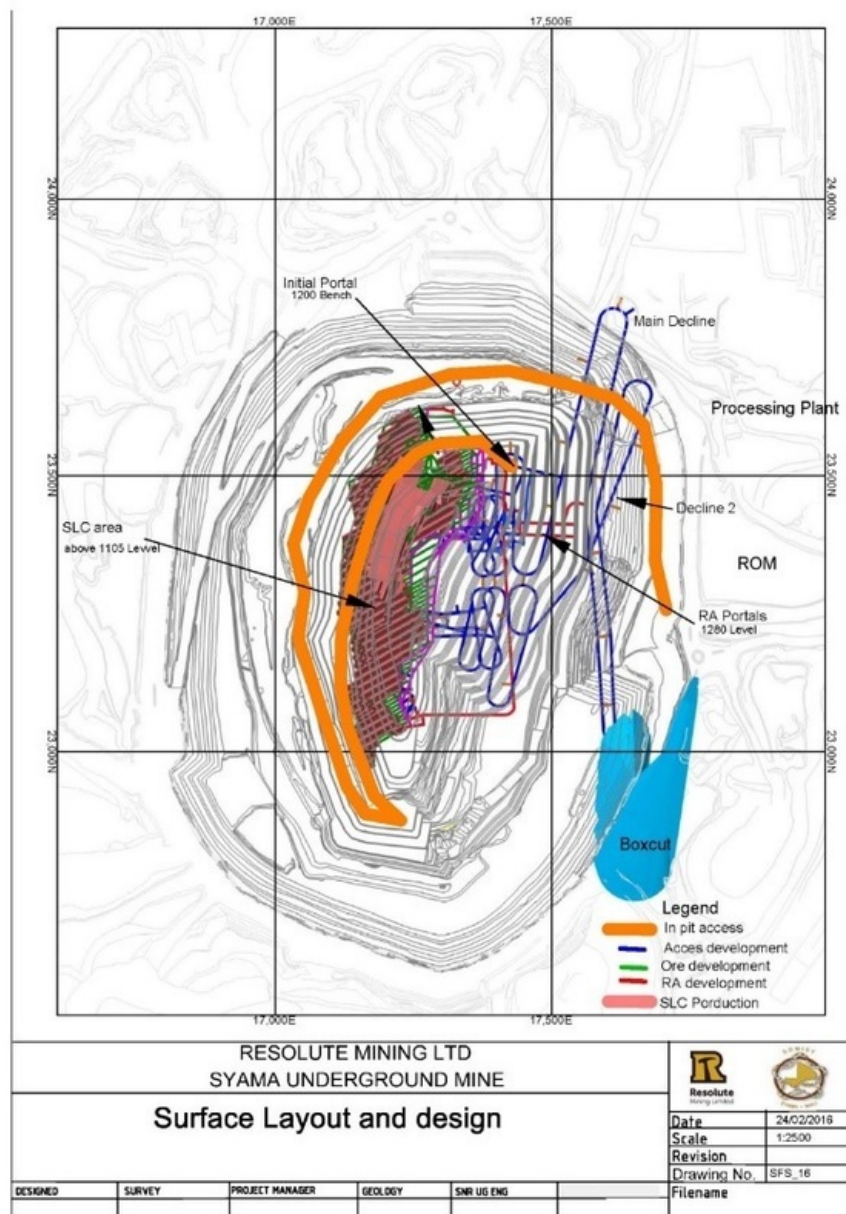 17,000E
17,500E
24,000N
24,000N
Initial Portal
1200 Bench
Main Decline
Processing Plant
23,500N
23,500N
Decline 2
SLC area
above 1105 Levvel
ROM
RA Portals
1280 Level
23,000N
23,000N
Boxcut
Legend
In pit access
Acces development
Ore development
RA development
SLC Porduction
17,000E
17,500E
RESOLUTE MINING LTD
SYAMA UNDERGROUND MINE
Surface Layout and design
Resolute
Mining Limited
Date 24/02/2016
Scale 1:2500
Revision
Drawing No. SFS_16
Filename
DESIGNED SURVEY PROJECT MANAGER GEOLOGY SNR UG ENG